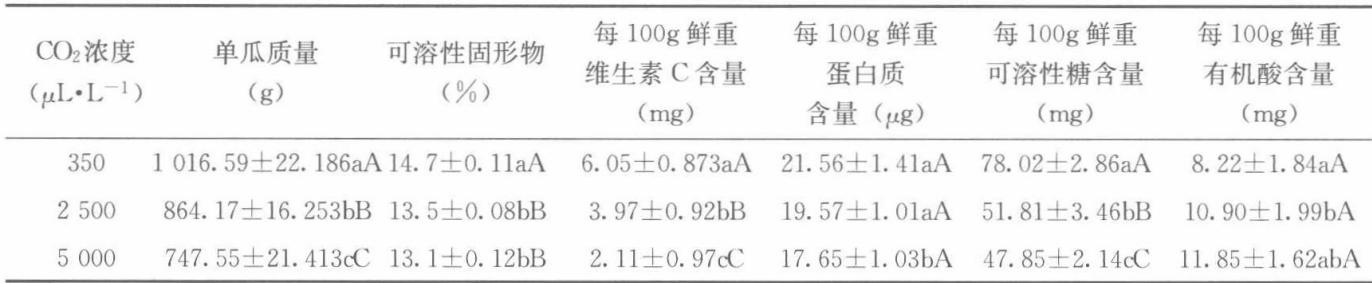 CO₂浓度 (μL·L⁻¹) 单瓜质量 (g) 可溶性固形物 (%) 每 100g 鲜重 维生素 C 含量 (mg) 每 100g 鲜重 蛋白质 含量 (μg) 每 100g 鲜重 可溶性糖含量 (mg) 每 100g 鲜重 有机酸含量 (mg)
350 1 016.59±22.186aA 14.7±0.11aA 6.05±0.873aA 21.56±1.41aA 78.02±2.86aA 8.22±1.84aA
2 500 864.17±16.253bB 13.5±0.08bB 3.97±0.92bB 19.57±1.01aA 51.81±3.46bB 10.90±1.99bA
5 000 747.55±21.413cC 13.1±0.12bB 2.11±0.97cC 17.65±1.03bA 47.85±2.14cC 11.85±1.62abA